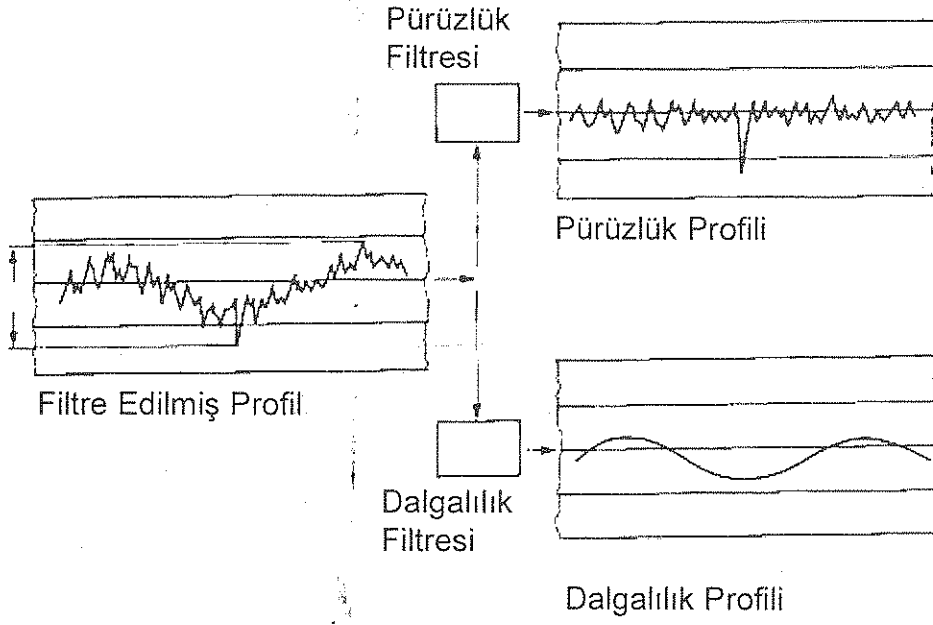 Pürüzlük
Filtresi
Pürüzlük Profili
Filtre Edilmiş Profil
Dalgalılık
Filtresi
Dalgalılık Profili